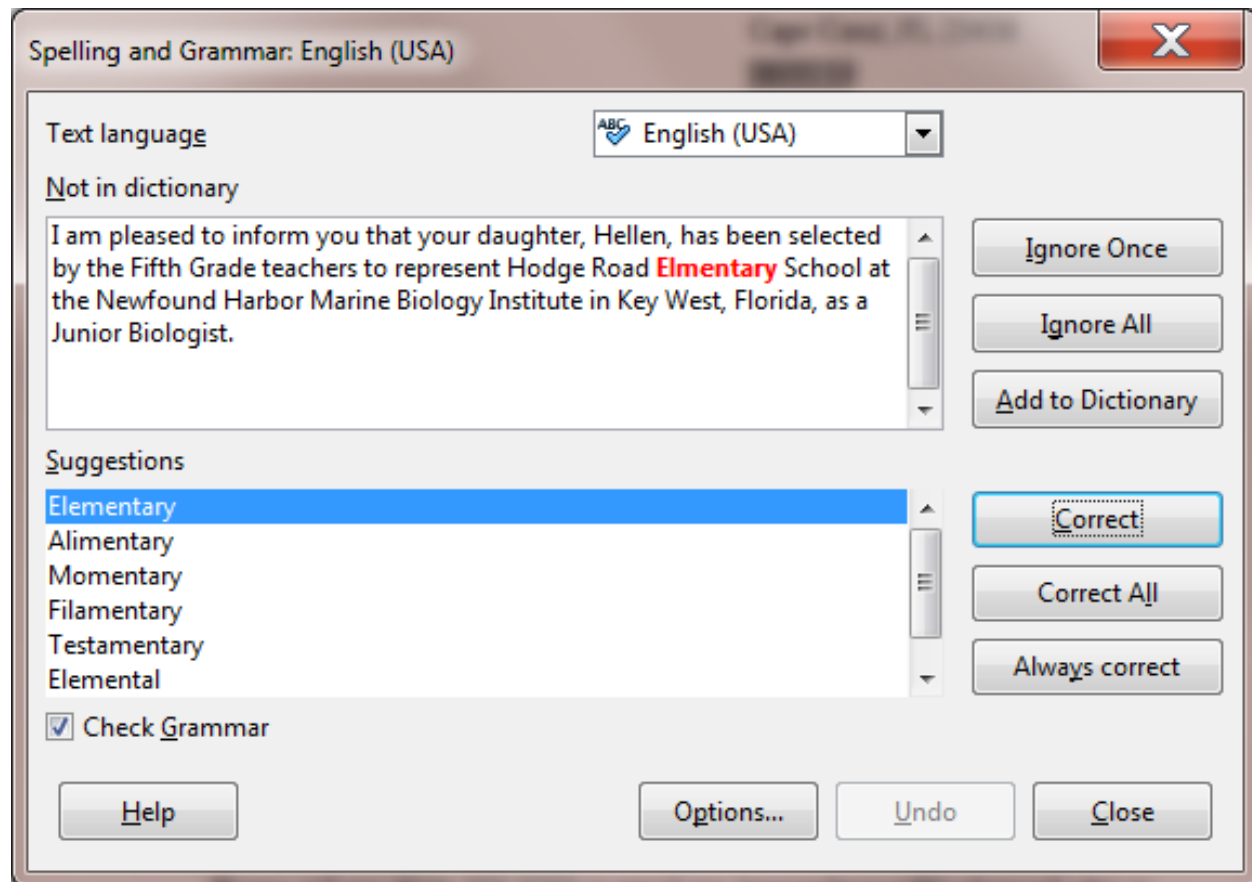 Spelling and Grammar: English (USA)
Text language
English (USA)
Not in dictionary
I am pleased to inform you that your daughter, Hellen, has been selected
by the Fifth Grade teachers to represent Hodge Road Elmentary School at
the Newfound Harbor Marine Biology Institute in Key West, Florida, as a
Junior Biologist.
Ignore Once
Ignore All
Add to Dictionary
Suggestions
Elementary
Alimentary
Momentary
Filamentary
Testamentary
Elemental
Correct
Correct All
Always correct
Check Grammar
Help
Options...
Undo
Close